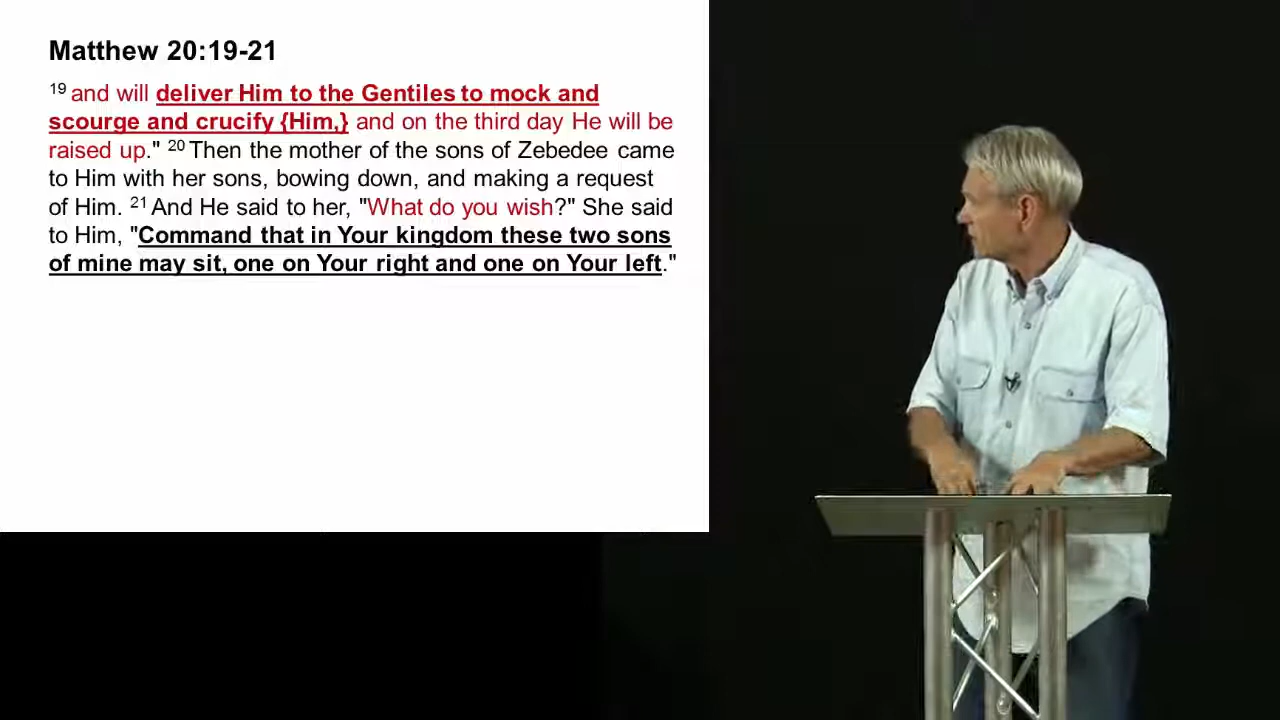 Matthew 20:19-21
19 and will deliver Him to the Gentiles to mock and
scourge and crucify {Him,} and on the third day He will be
raised up." 20 Then the mother of the sons of Zebedee came
to Him with her sons, bowing down, and making a request
of Him. 21 And He said to her, "What do you wish?" She said
to Him, "Command that in Your kingdom these two sons
of mine may sit, one on Your right and one on Your left."